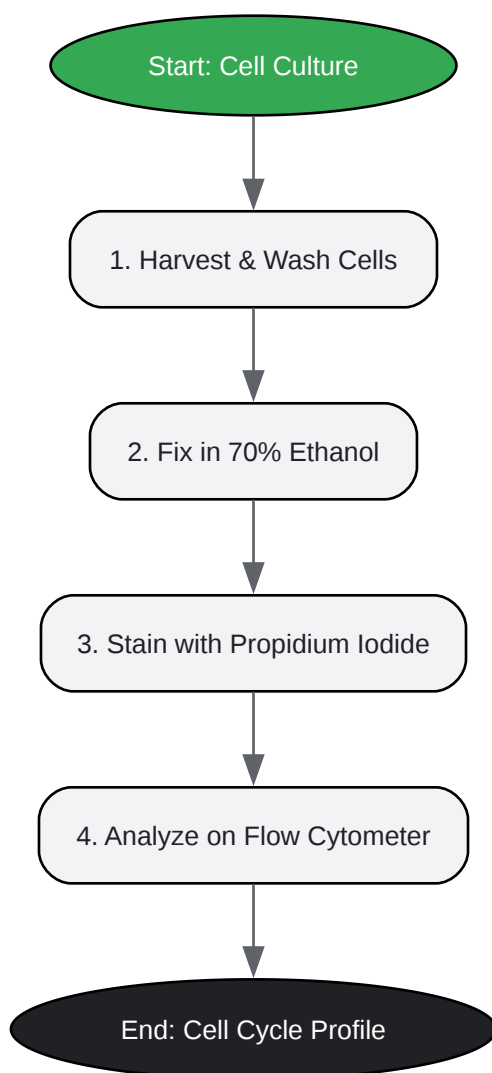 Start: Cell Culture
1. Harvest & Wash Cells
2. Fix in 70% Ethanol
3. Stain with Propidium Iodide
4. Analyze on Flow Cytometer
End: Cell Cycle Profile